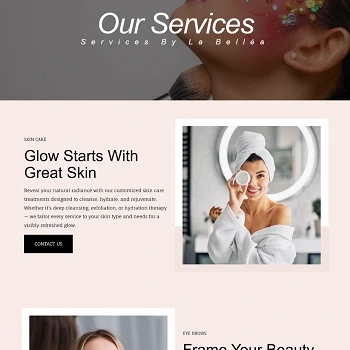 Our Services
Services By La Belléa
SKIN CARE
Glow Starts With
Great Skin
Reveal your natural radiance with our customized skin care
treatments designed to cleanse, hydrate, and rejuvenate.
Whether it's deep cleansing, exfoliation, or hydration therapy
— we tailor every service to your skin type and needs for a
visibly refreshed glow.
CONTACT US
EYE BROWS
Frame Your Beauty